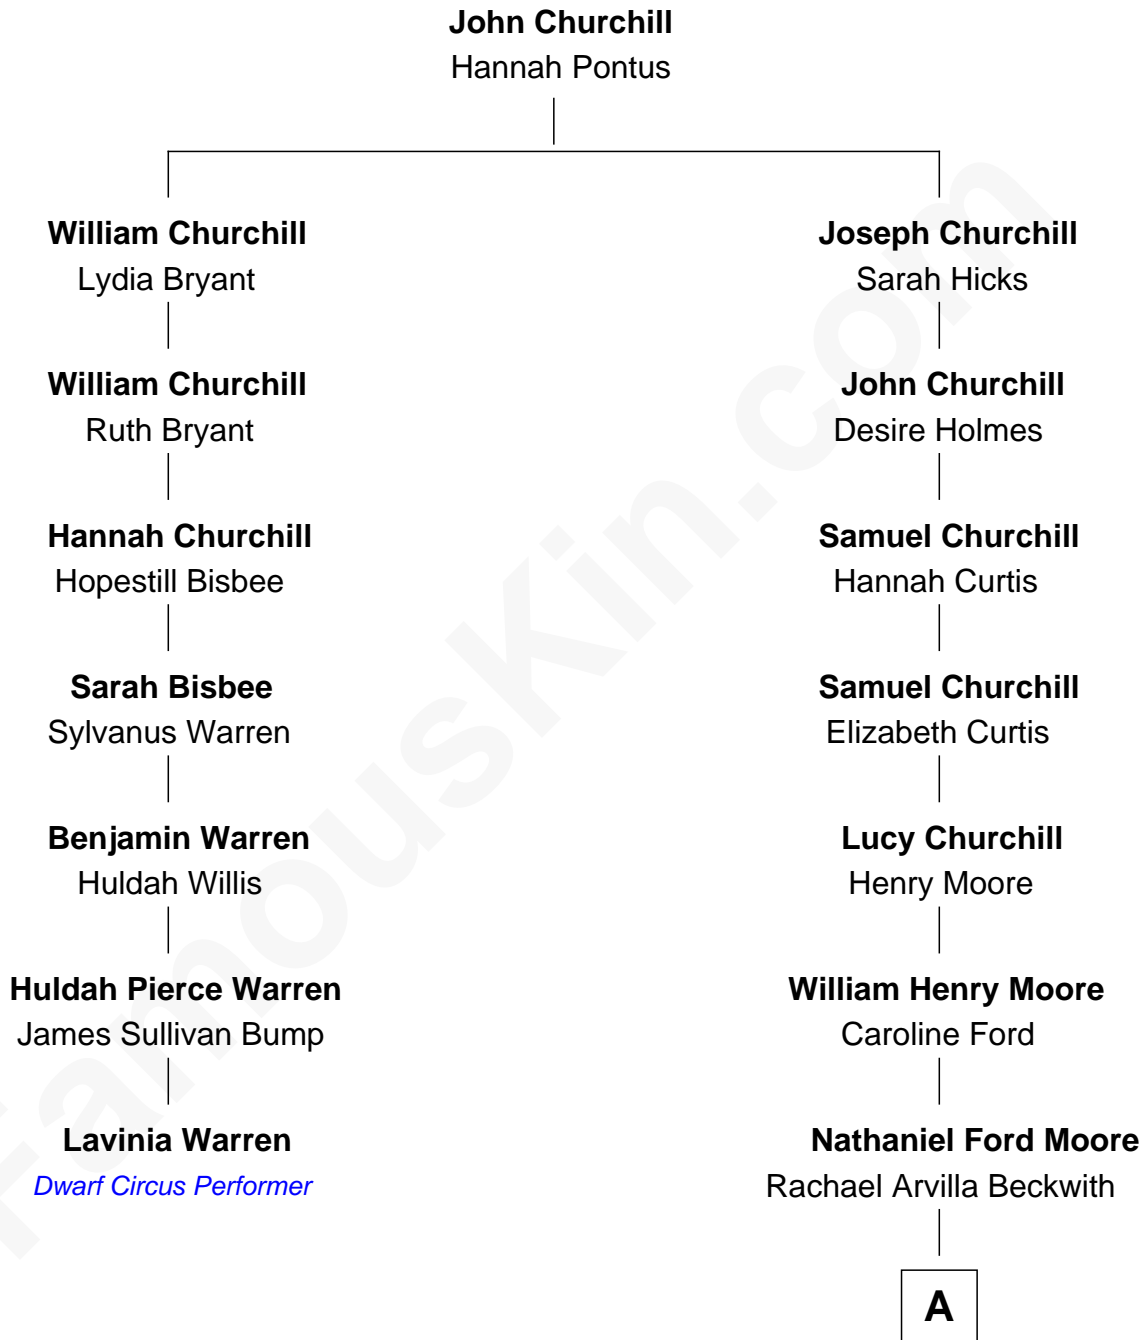 John Churchill
Hannah Pontus
William Churchill
Lydia Bryant
William Churchill
Ruth Bryant
Hannah Churchill
Hopestill Bisbee
Sarah Bisbee
Sylvanus Warren
Benjamin Warren
Huldah Willis
Huldah Pierce Warren
James Sullivan Bump
Lavinia Warren
Dwarf Circus Performer
Joseph Churchill
Sarah Hicks
John Churchill
Desire Holmes
Samuel Churchill
Hannah Curtis
Samuel Churchill
Elizabeth Curtis
Lucy Churchill
Henry Moore
William Henry Moore
Caroline Ford
Nathaniel Ford Moore
Rachael Arvilla Beckwith
A
FamousKin.com